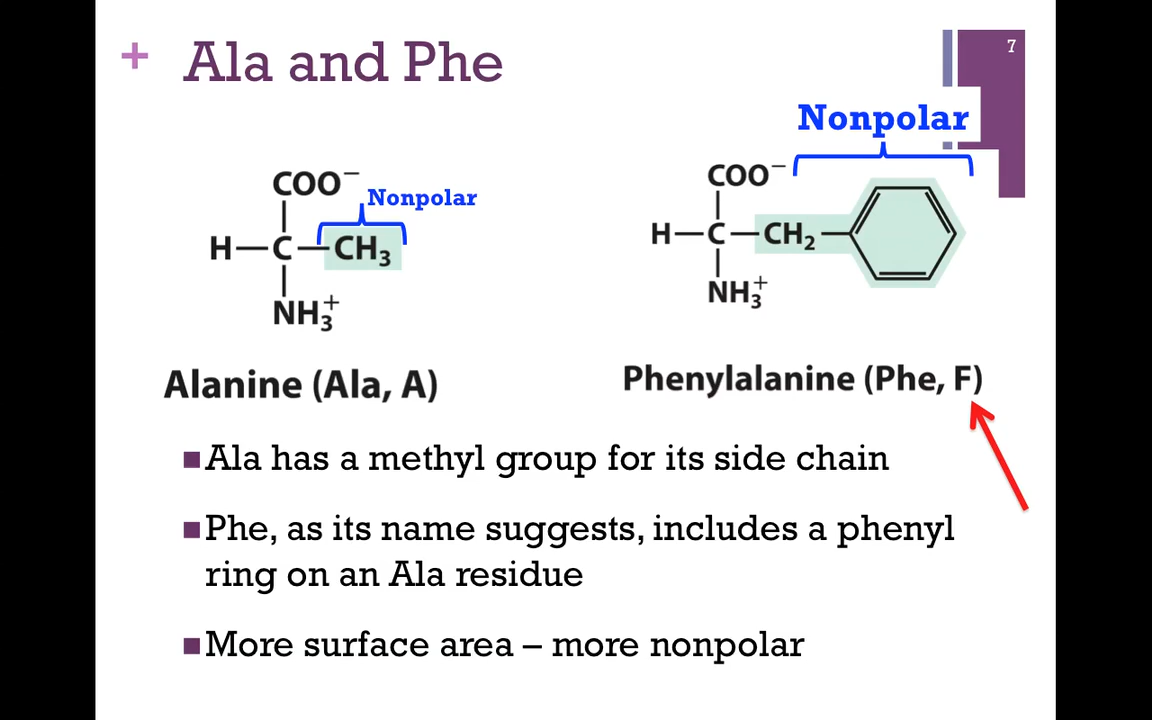 + Ala and Phe
7
Nonpolar
COO⁻
Nonpolar
H—C—CH₃
NH₃⁺
Alanine (Ala, A)
COO⁻
H—C—CH₂—
NH₃⁺
Phenylalanine (Phe, F)
■Ala has a methyl group for its side chain
■Phe, as its name suggests, includes a phenyl
ring on an Ala residue
■More surface area – more nonpolar